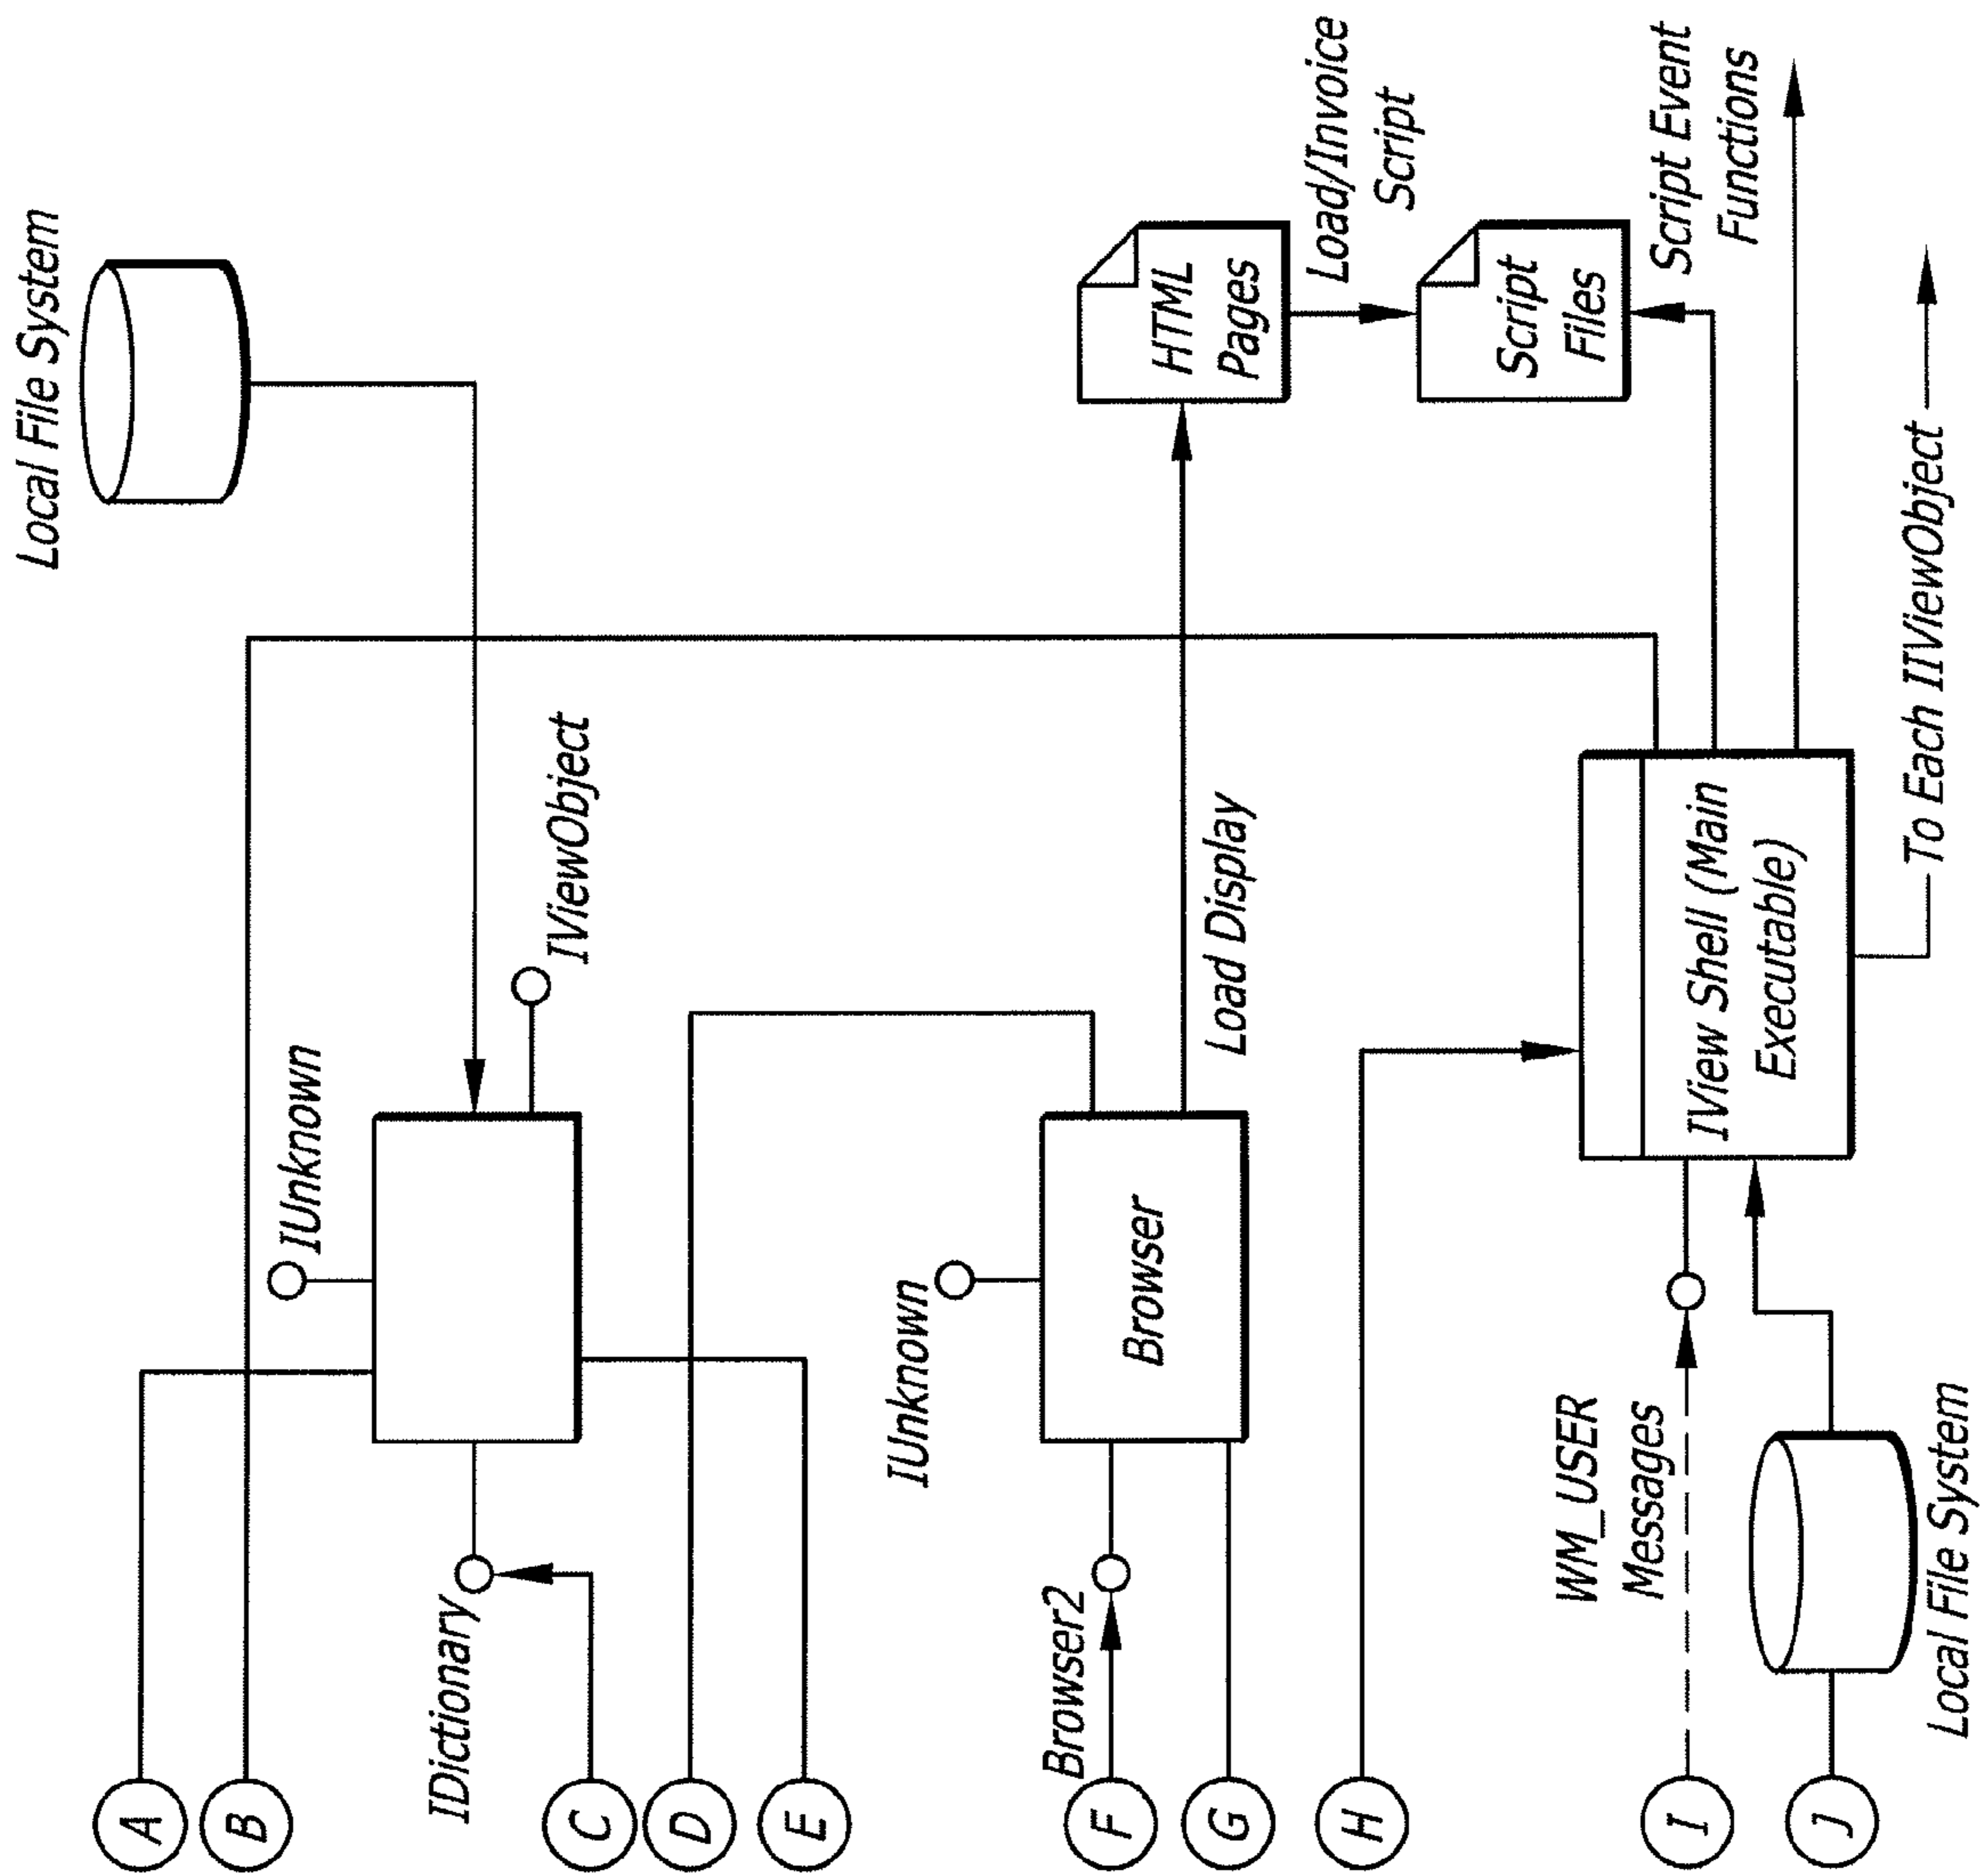 Local File System
A
B
IUnknown
IViewObject
IDictionary
C
D
E
IUnknown
Browser
Browser2
F
G
Load Display
HTML
Pages
Load/Invoice
Script
Script
Files
Script Event
Functions
H
IView Shell (Main
Executable)
WM_USER
Messages
I
J
Local File System
To Each IIViewObject